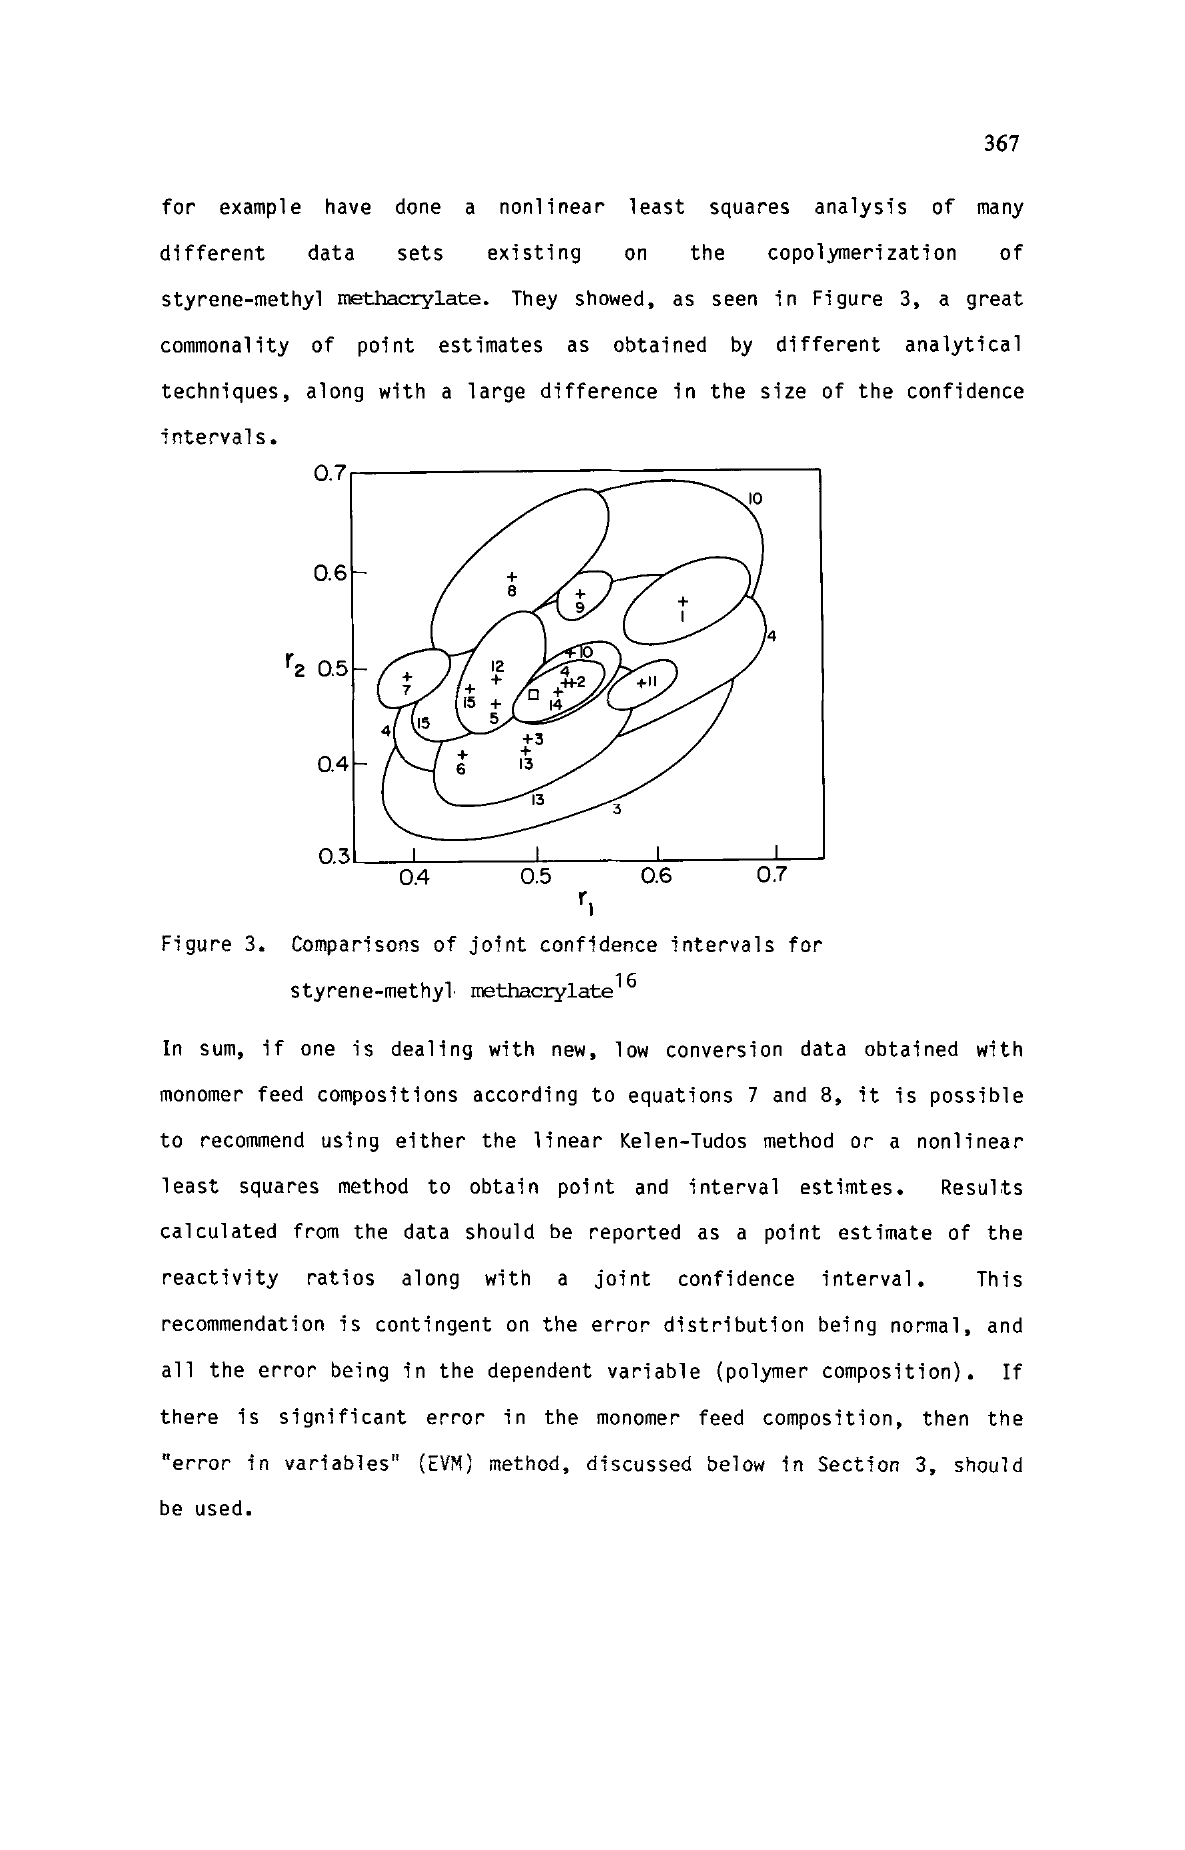 367
for example have done a nonlinear least squares analysis of many
different data sets existing on the copolymerization of
styrene-methyl methacrylate. They showed, as seen in Figure 3, a great
commonality of point estimates as obtained by different analytical
techniques, along with a large difference in the size of the confidence
intervals.
0.7
10
0.6
8
9
1
4
r2 0.5
10
12
4
+2
+11
7
15
14
5
15
4
+3
0.4
6
13
13
3
0.3
0.4 0.5 0.6 0.7
r1
Figure 3. Comparisons of joint confidence intervals for
styrene-methyl methacrylate16
In sum, if one is dealing with new, low conversion data obtained with
monomer feed compositions according to equations 7 and 8, it is possible
to recommend using either the linear Kelen-Tudos method or a nonlinear
least squares method to obtain point and interval estimtes. Results
calculated from the data should be reported as a point estimate of the
reactivity ratios along with a joint confidence interval. This
recommendation is contingent on the error distribution being normal, and
all the error being in the dependent variable (polymer composition). If
there is significant error in the monomer feed composition, then the
"error in variables" (EVM) method, discussed below in Section 3, should
be used.